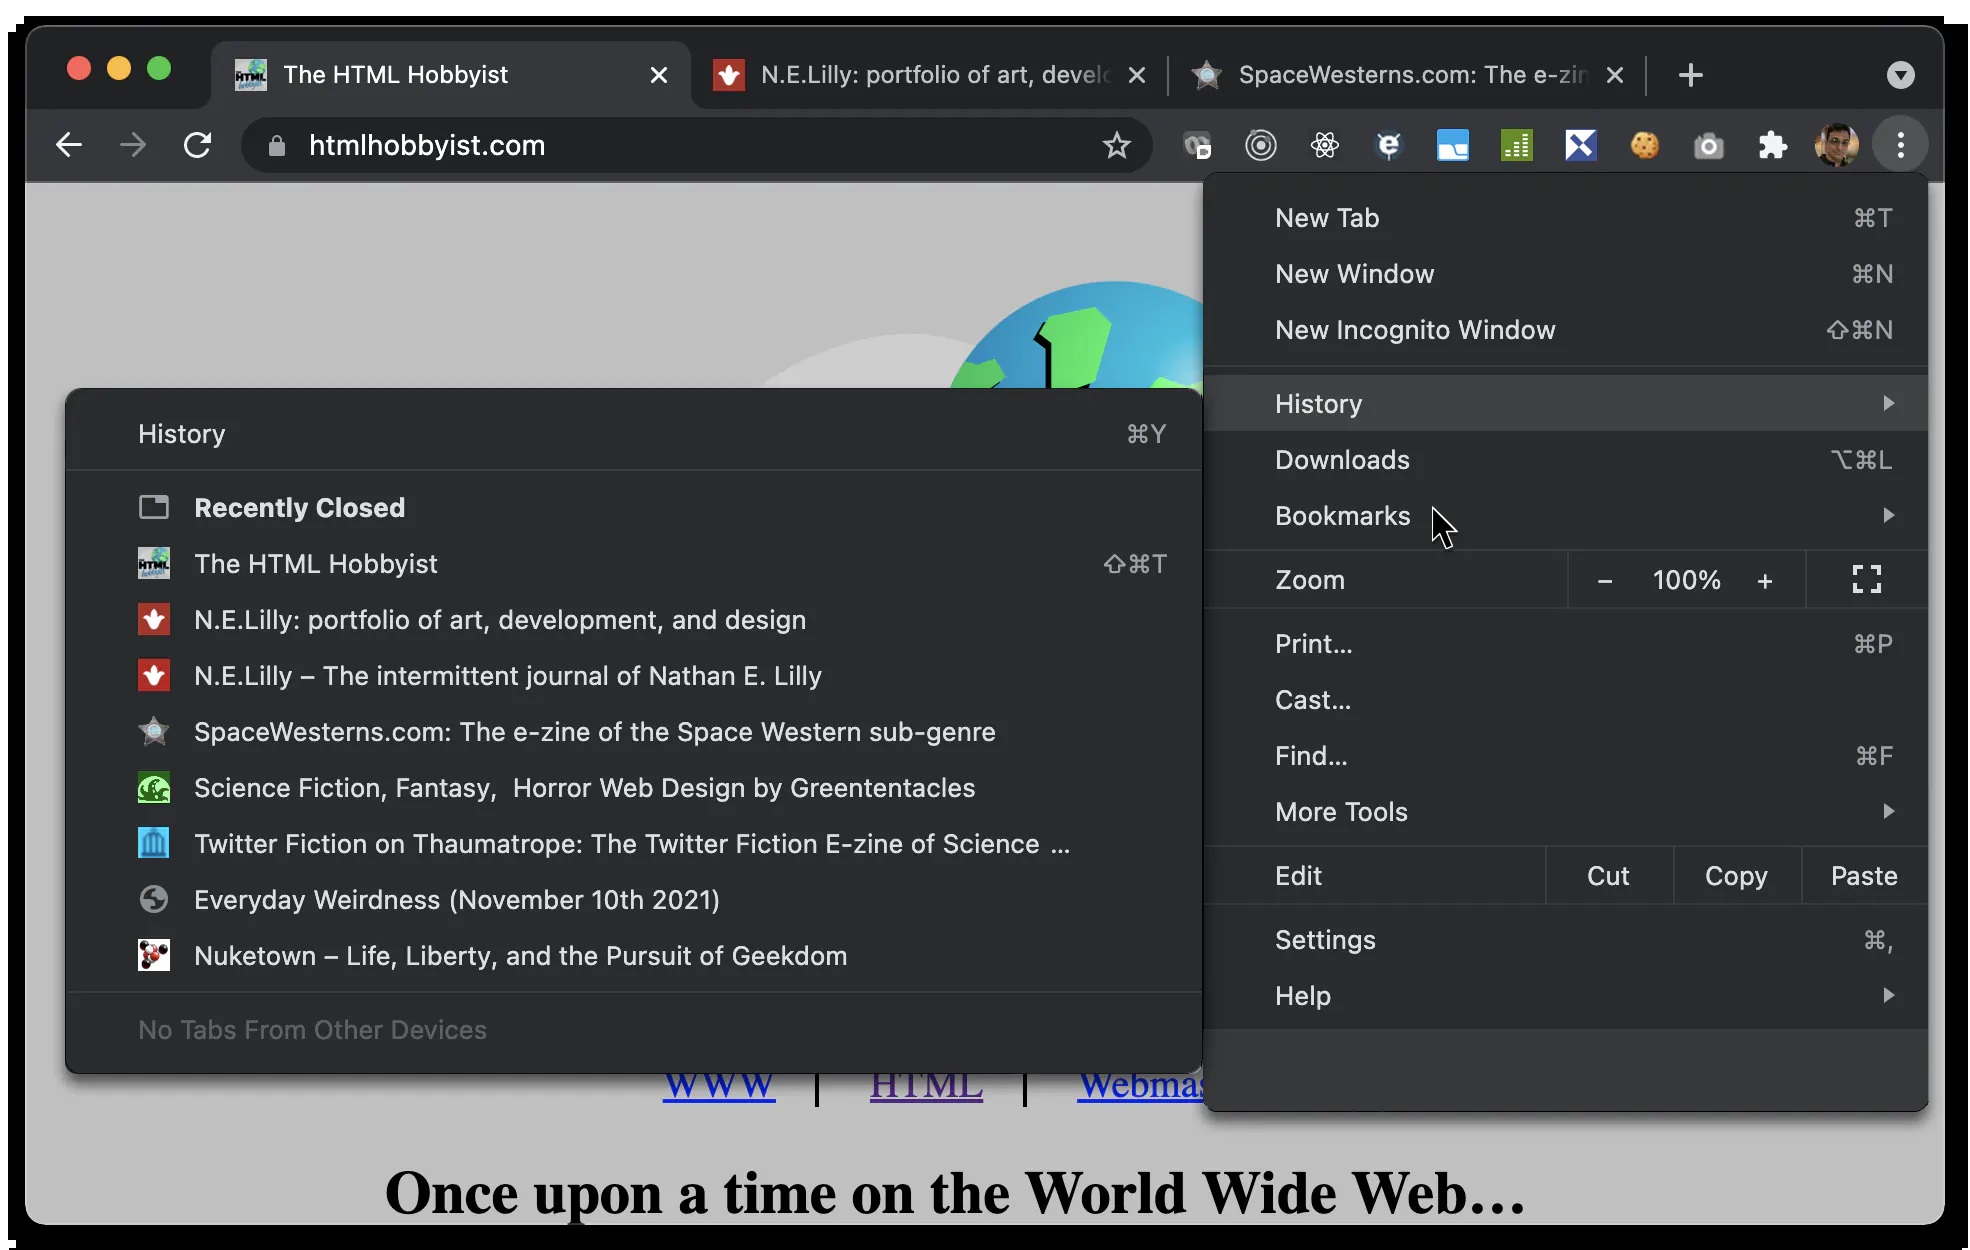 The HTML Hobbyist
N.E.Lilly: portfolio of art, develo
SpaceWesterns.com: The e-zin
htmlhobbyist.com
New Tab ⌘T
New Window ⌘N
New Incognito Window ⇧⌘N
History
Downloads ⌥⌘L
Bookmarks
Zoom − 100% +
Print... ⌘P
Cast...
Find... ⌘F
More Tools
Edit Cut Copy Paste
Settings ⌘,
Help
History ⌘Y
Recently Closed
The HTML Hobbyist ⇧⌘T
N.E.Lilly: portfolio of art, development, and design
N.E.Lilly – The intermittent journal of Nathan E. Lilly
SpaceWesterns.com: The e-zine of the Space Western sub-genre
Science Fiction, Fantasy,  Horror Web Design by Greententacles
Twitter Fiction on Thaumatrope: The Twitter Fiction E-zine of Science ...
Everyday Weirdness (November 10th 2021)
Nuketown – Life, Liberty, and the Pursuit of Geekdom
No Tabs From Other Devices
WWW | HTML | Webmas
Once upon a time on the World Wide Web…